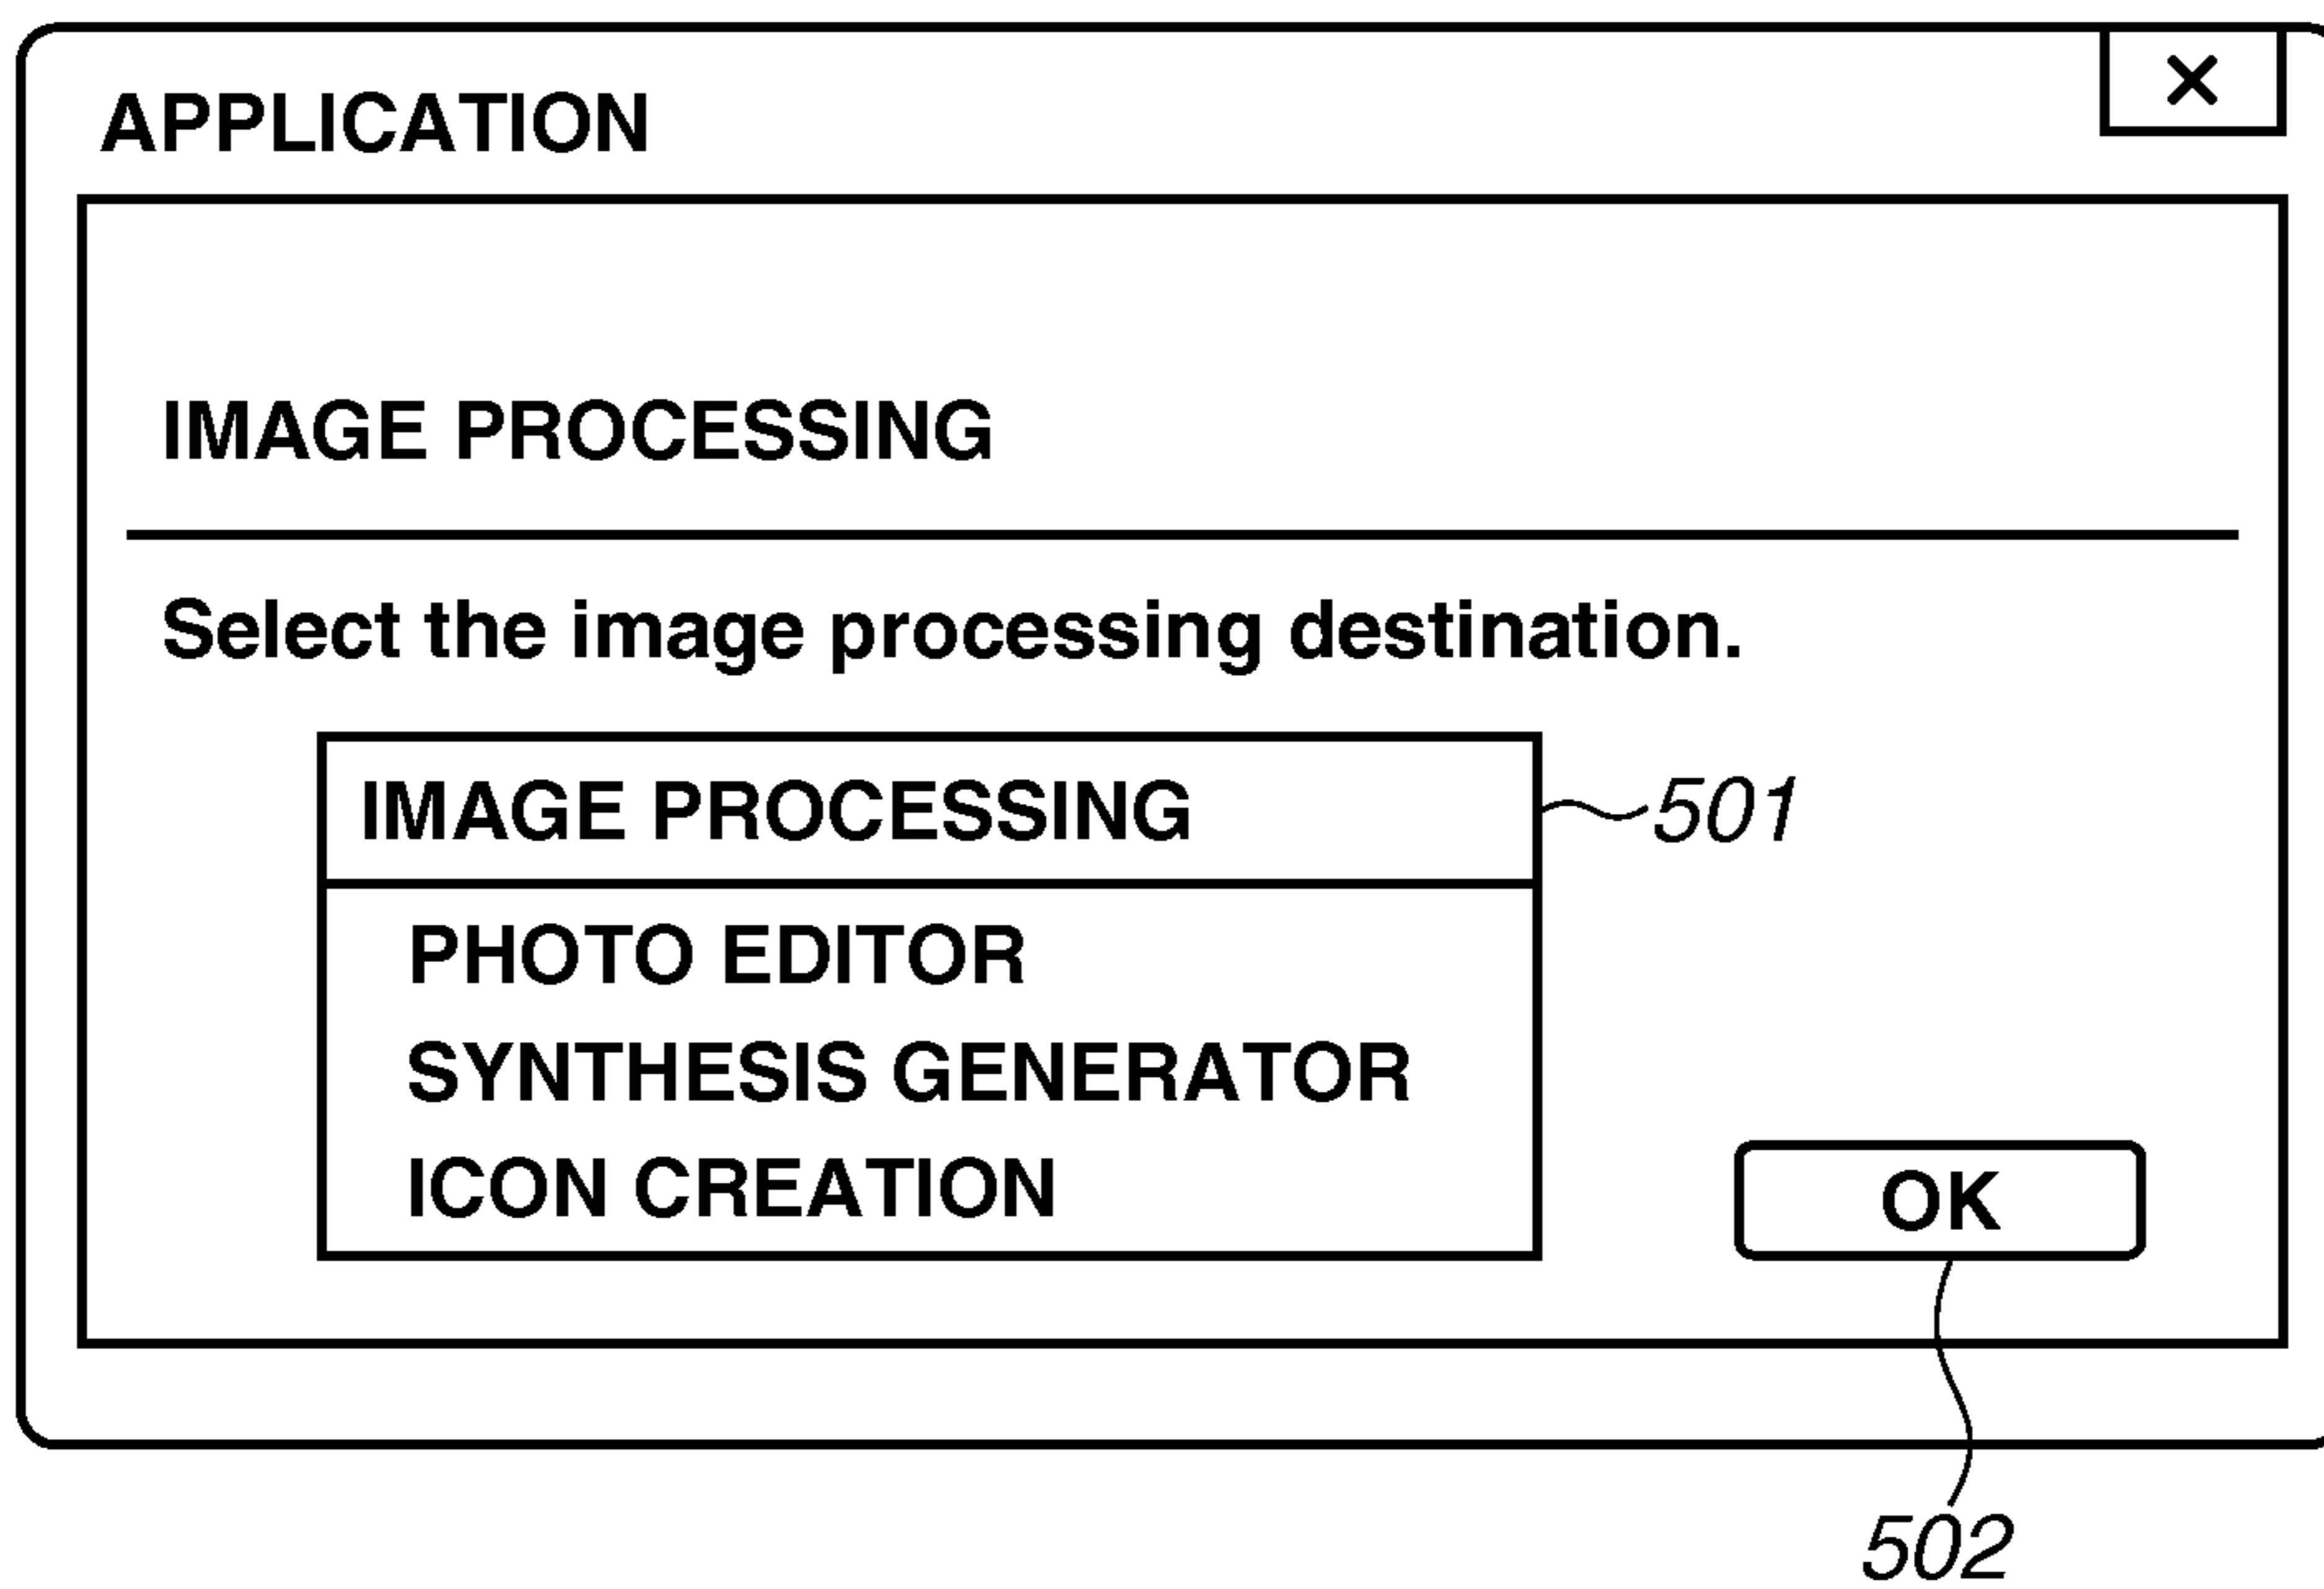 APPLICATION
×
IMAGE PROCESSING
Select the image processing destination.
IMAGE PROCESSING
501
PHOTO EDITOR
SYNTHESIS GENERATOR
ICON CREATION
OK
502